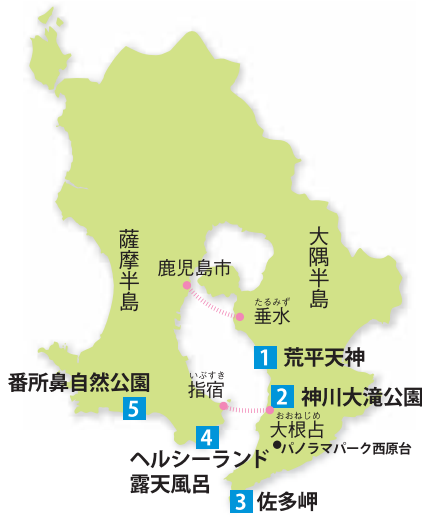 薩摩半島
大隅半島
鹿児島市
たるみず
垂水
1 荒平天神
いぶすき
指宿
番所鼻自然公園
5
2 神川大滝公園
おおねじめ
大根占
パノラマパーク西原台
4
ヘルシーランド
露天風呂
3 佐多岬